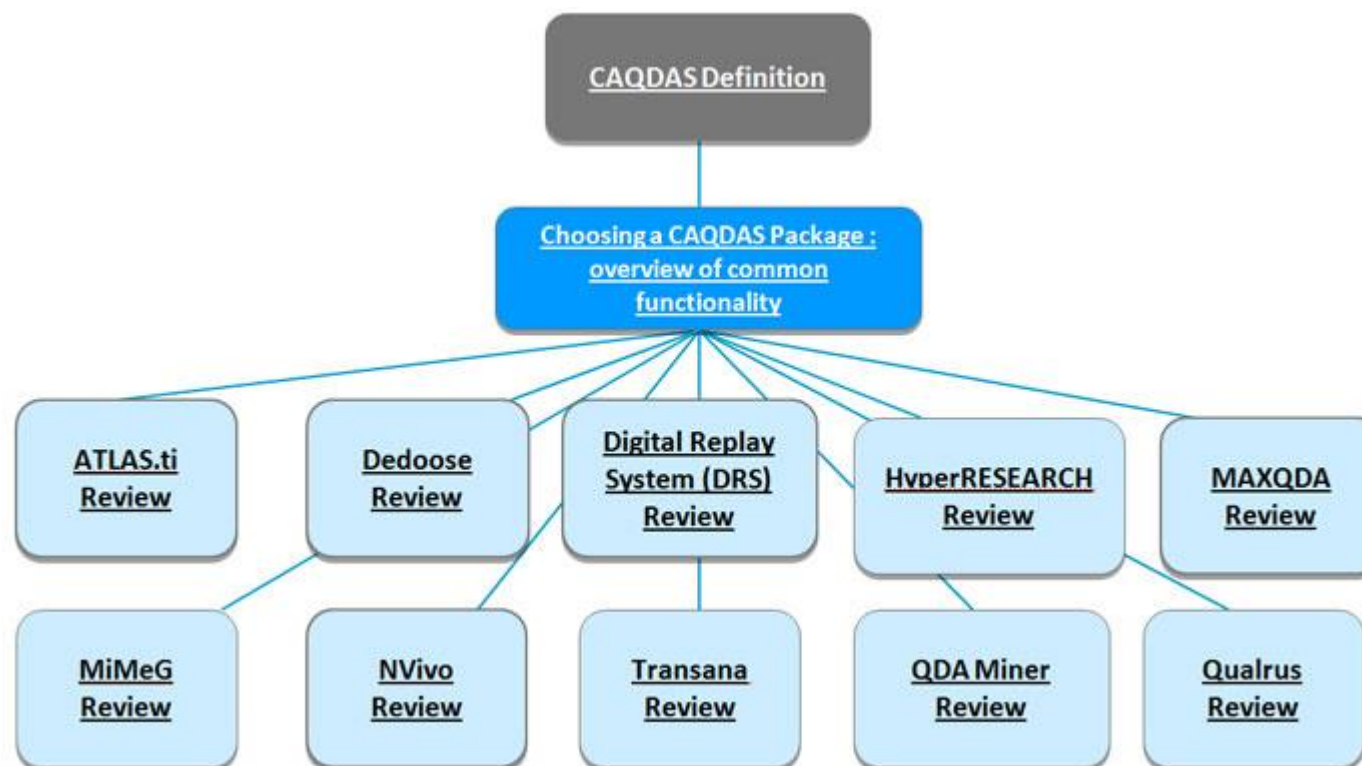 CAQDAS Definition
Choosing a CAQDAS Package :
overview of common
functionality
ATLAS.ti
Review
Dedoose
Review
Digital Replay
System (DRS)
Review
HyperRESEARCH
Review
MAXQDA
Review
MiMeG
Review
NVivo
Review
Transana
Review
QDA Miner
Review
Qualrus
Review